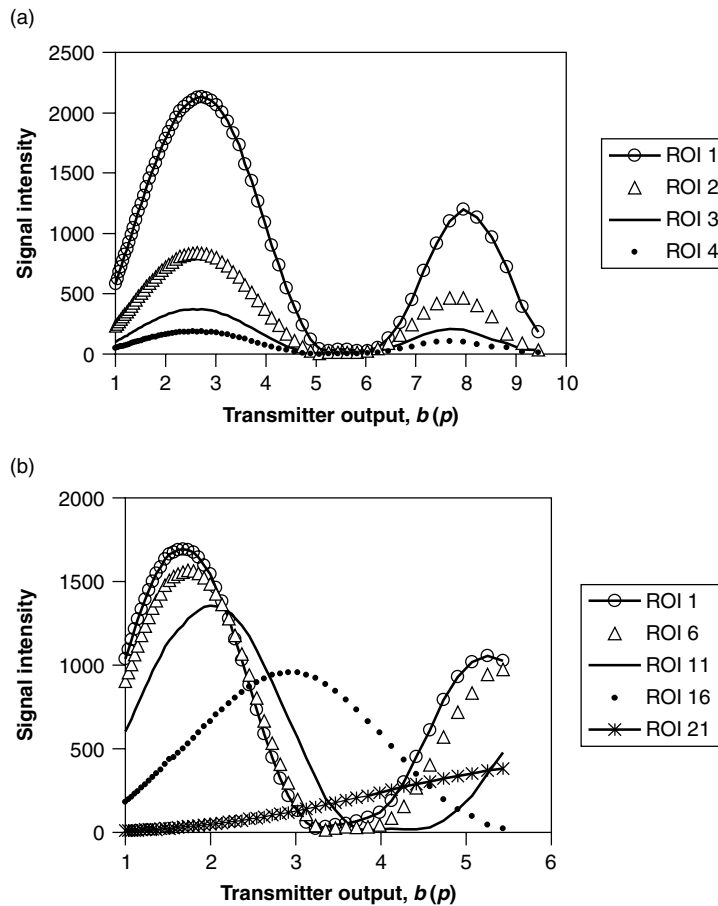 (a)
2500
2000
1500
1000
500
0
Signal intensity
1 2 3 4 5 6 7 8 9 10
Transmitter output, b(p)
ROI 1
ROI 2
ROI 3
ROI 4
(b)
2000
1500
1000
500
0
Signal intensity
1 2 3 4 5 6
Transmitter output, b(p)
ROI 1
ROI 6
ROI 11
ROI 16
ROI 21